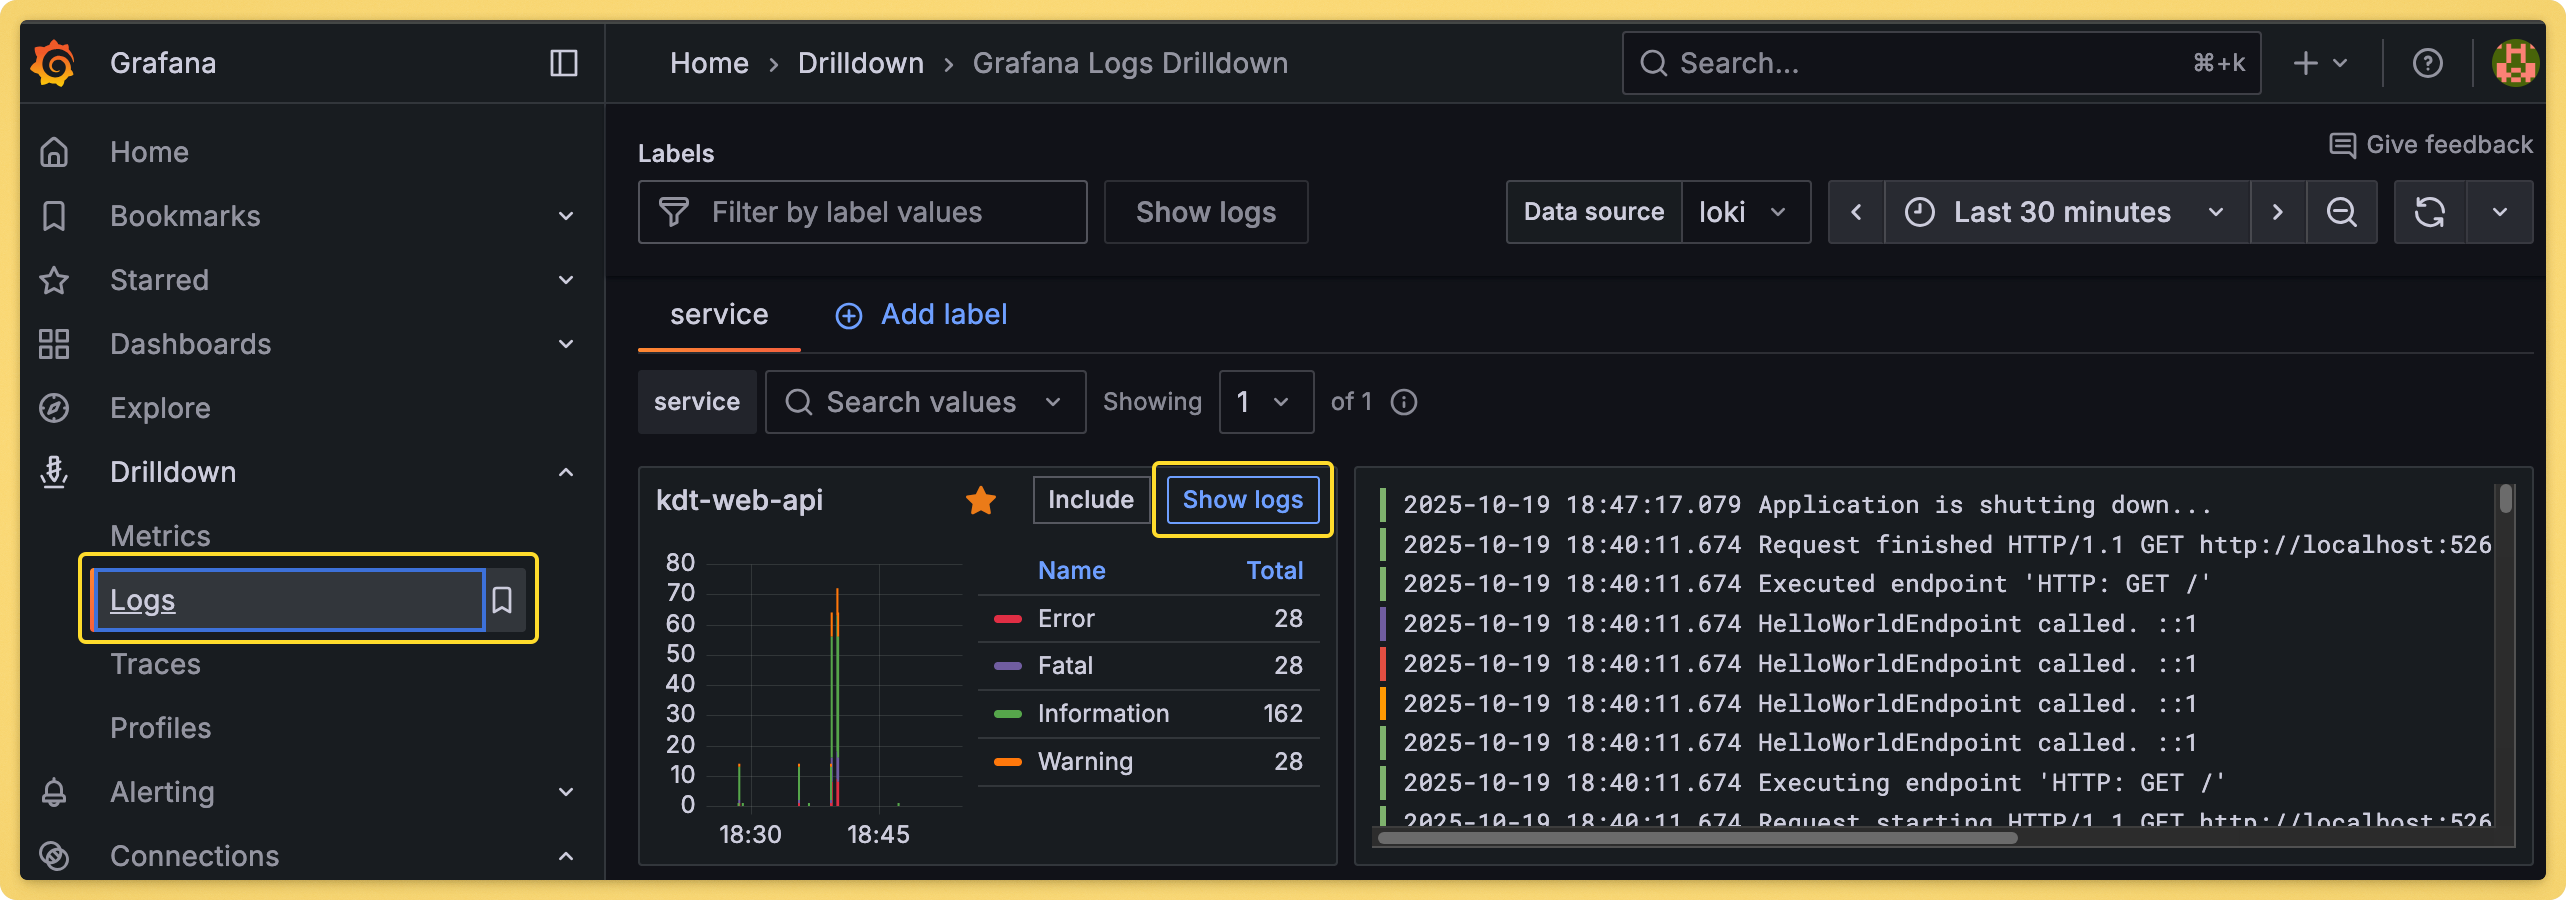 Grafana
Home › Drilldown › Grafana Logs Drilldown
Search...
⌘+k
Home
Bookmarks
Starred
Dashboards
Explore
Drilldown
Metrics
Logs
Traces
Profiles
Alerting
Connections
Give feedback
Labels
Filter by label values
Show logs
Data source
loki
Last 30 minutes
service
Add label
service
Search values
Showing
1
of 1
kdt-web-api
Include
Show logs
80
70
60
50
40
30
20
10
0
18:30
18:45
Name Total
Error 28
Fatal 28
Information 162
Warning 28
2025-10-19 18:47:17.079 Application is shutting down...
2025-10-19 18:40:11.674 Request finished HTTP/1.1 GET http://localhost:526
2025-10-19 18:40:11.674 Executed endpoint 'HTTP: GET /'
2025-10-19 18:40:11.674 HelloWorldEndpoint called. ::1
2025-10-19 18:40:11.674 HelloWorldEndpoint called. ::1
2025-10-19 18:40:11.674 HelloWorldEndpoint called. ::1
2025-10-19 18:40:11.674 HelloWorldEndpoint called. ::1
2025-10-19 18:40:11.674 Executing endpoint 'HTTP: GET /'
2025-10-19 18:40:11.674 Request starting HTTP/1.1 GET http://localhost:526